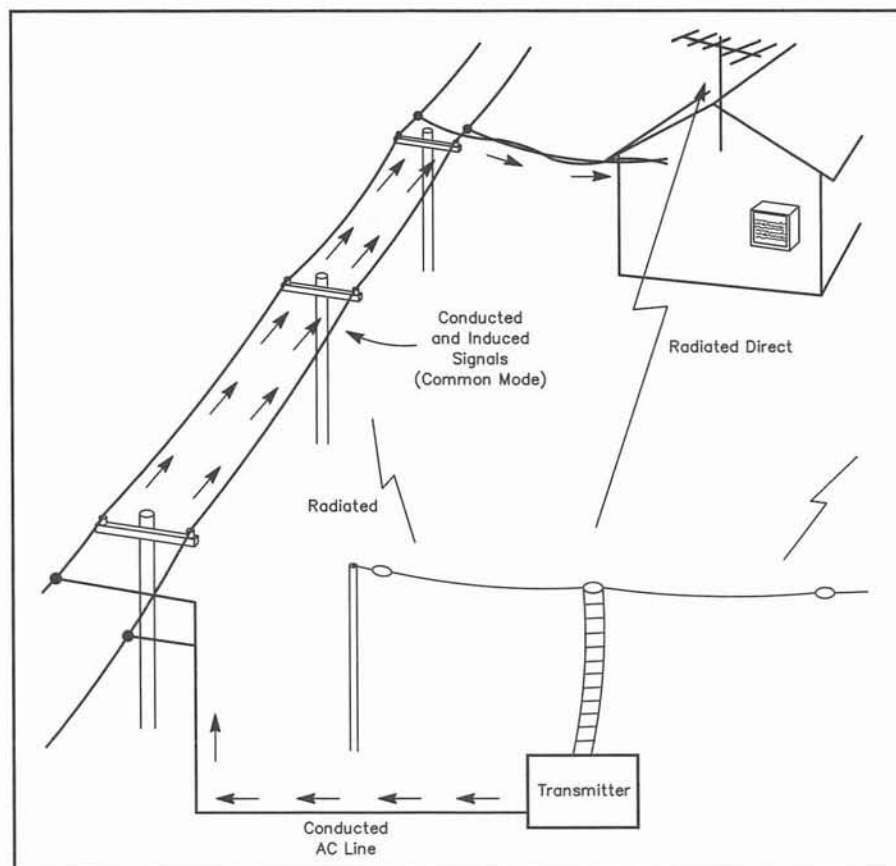 Conducted
and Induced
Signals
(Common Mode)
Radiated Direct
Radiated
Transmitter
Conducted
AC Line